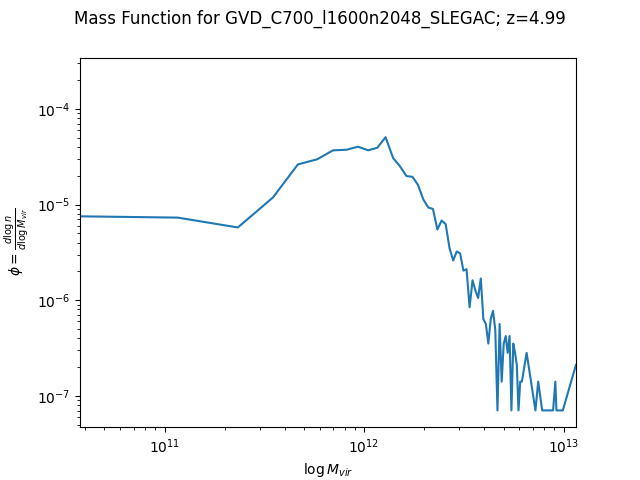 Mass Function for GVD_C700_l1600n2048_SLEGAC; z=4.99
10⁻⁴
10⁻⁵
10⁻⁶
10⁻⁷
ϕ = d log n / d log M_vir
10¹¹
10¹²
10¹³
log M_vir